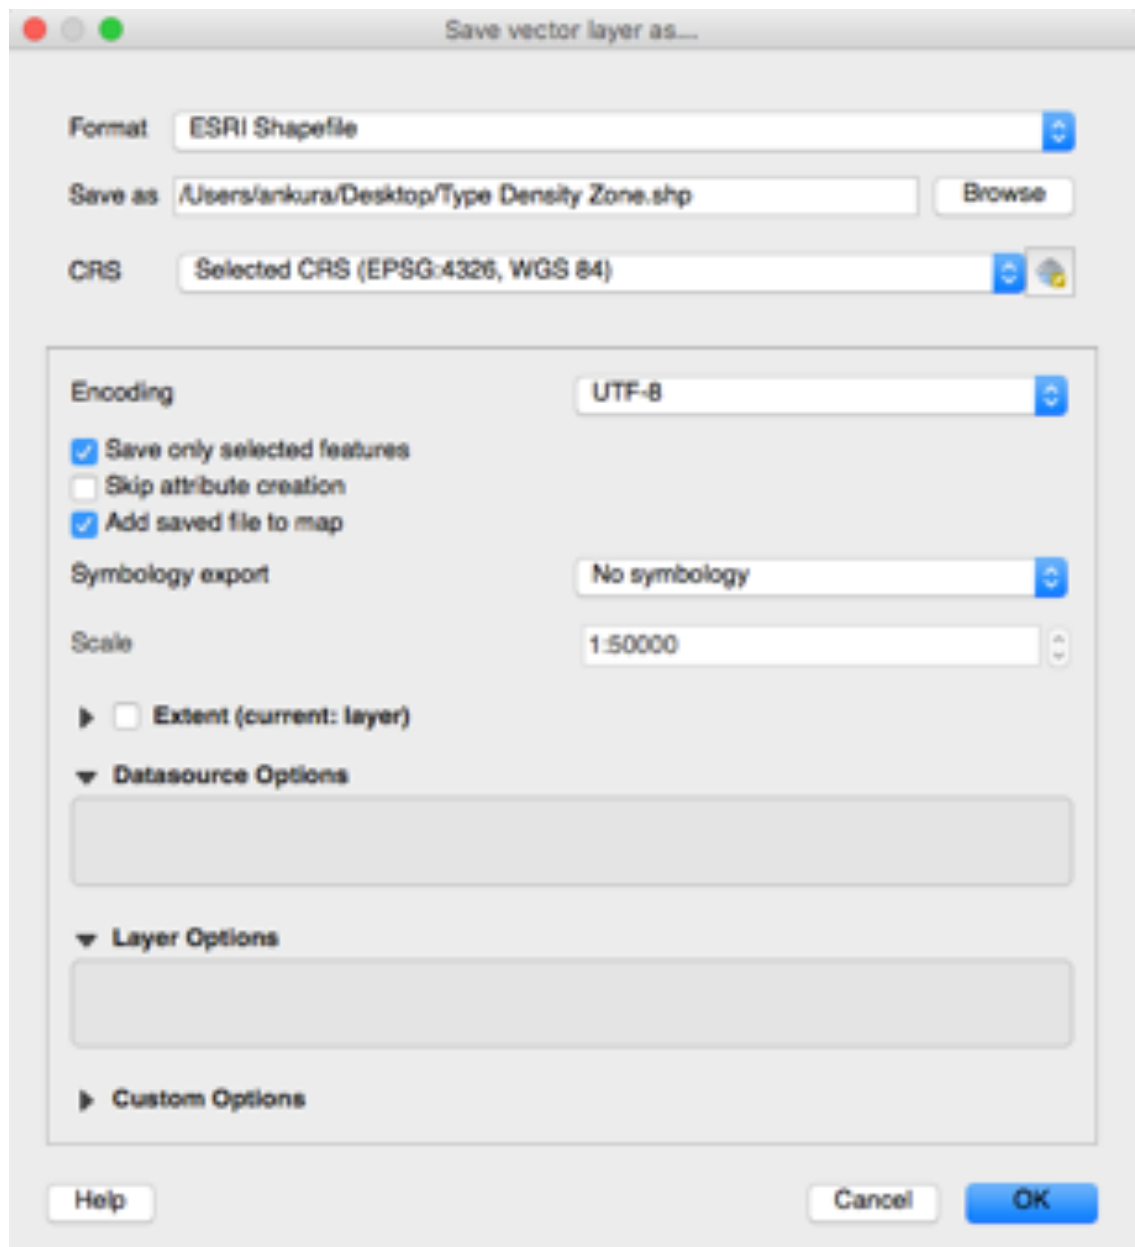 Save vector layer as...
Format ESRI Shapefile
Save as /Users/ankura/Desktop/Type Density Zone.shp Browse
CRS Selected CRS (EPSG:4326, WGS 84)
Encoding UTF-8
Save only selected features
Skip attribute creation
Add saved file to map
Symbology export No symbology
Scale 1:50000
Extent (current: layer)
Datasource Options
Layer Options
Custom Options
Help Cancel OK